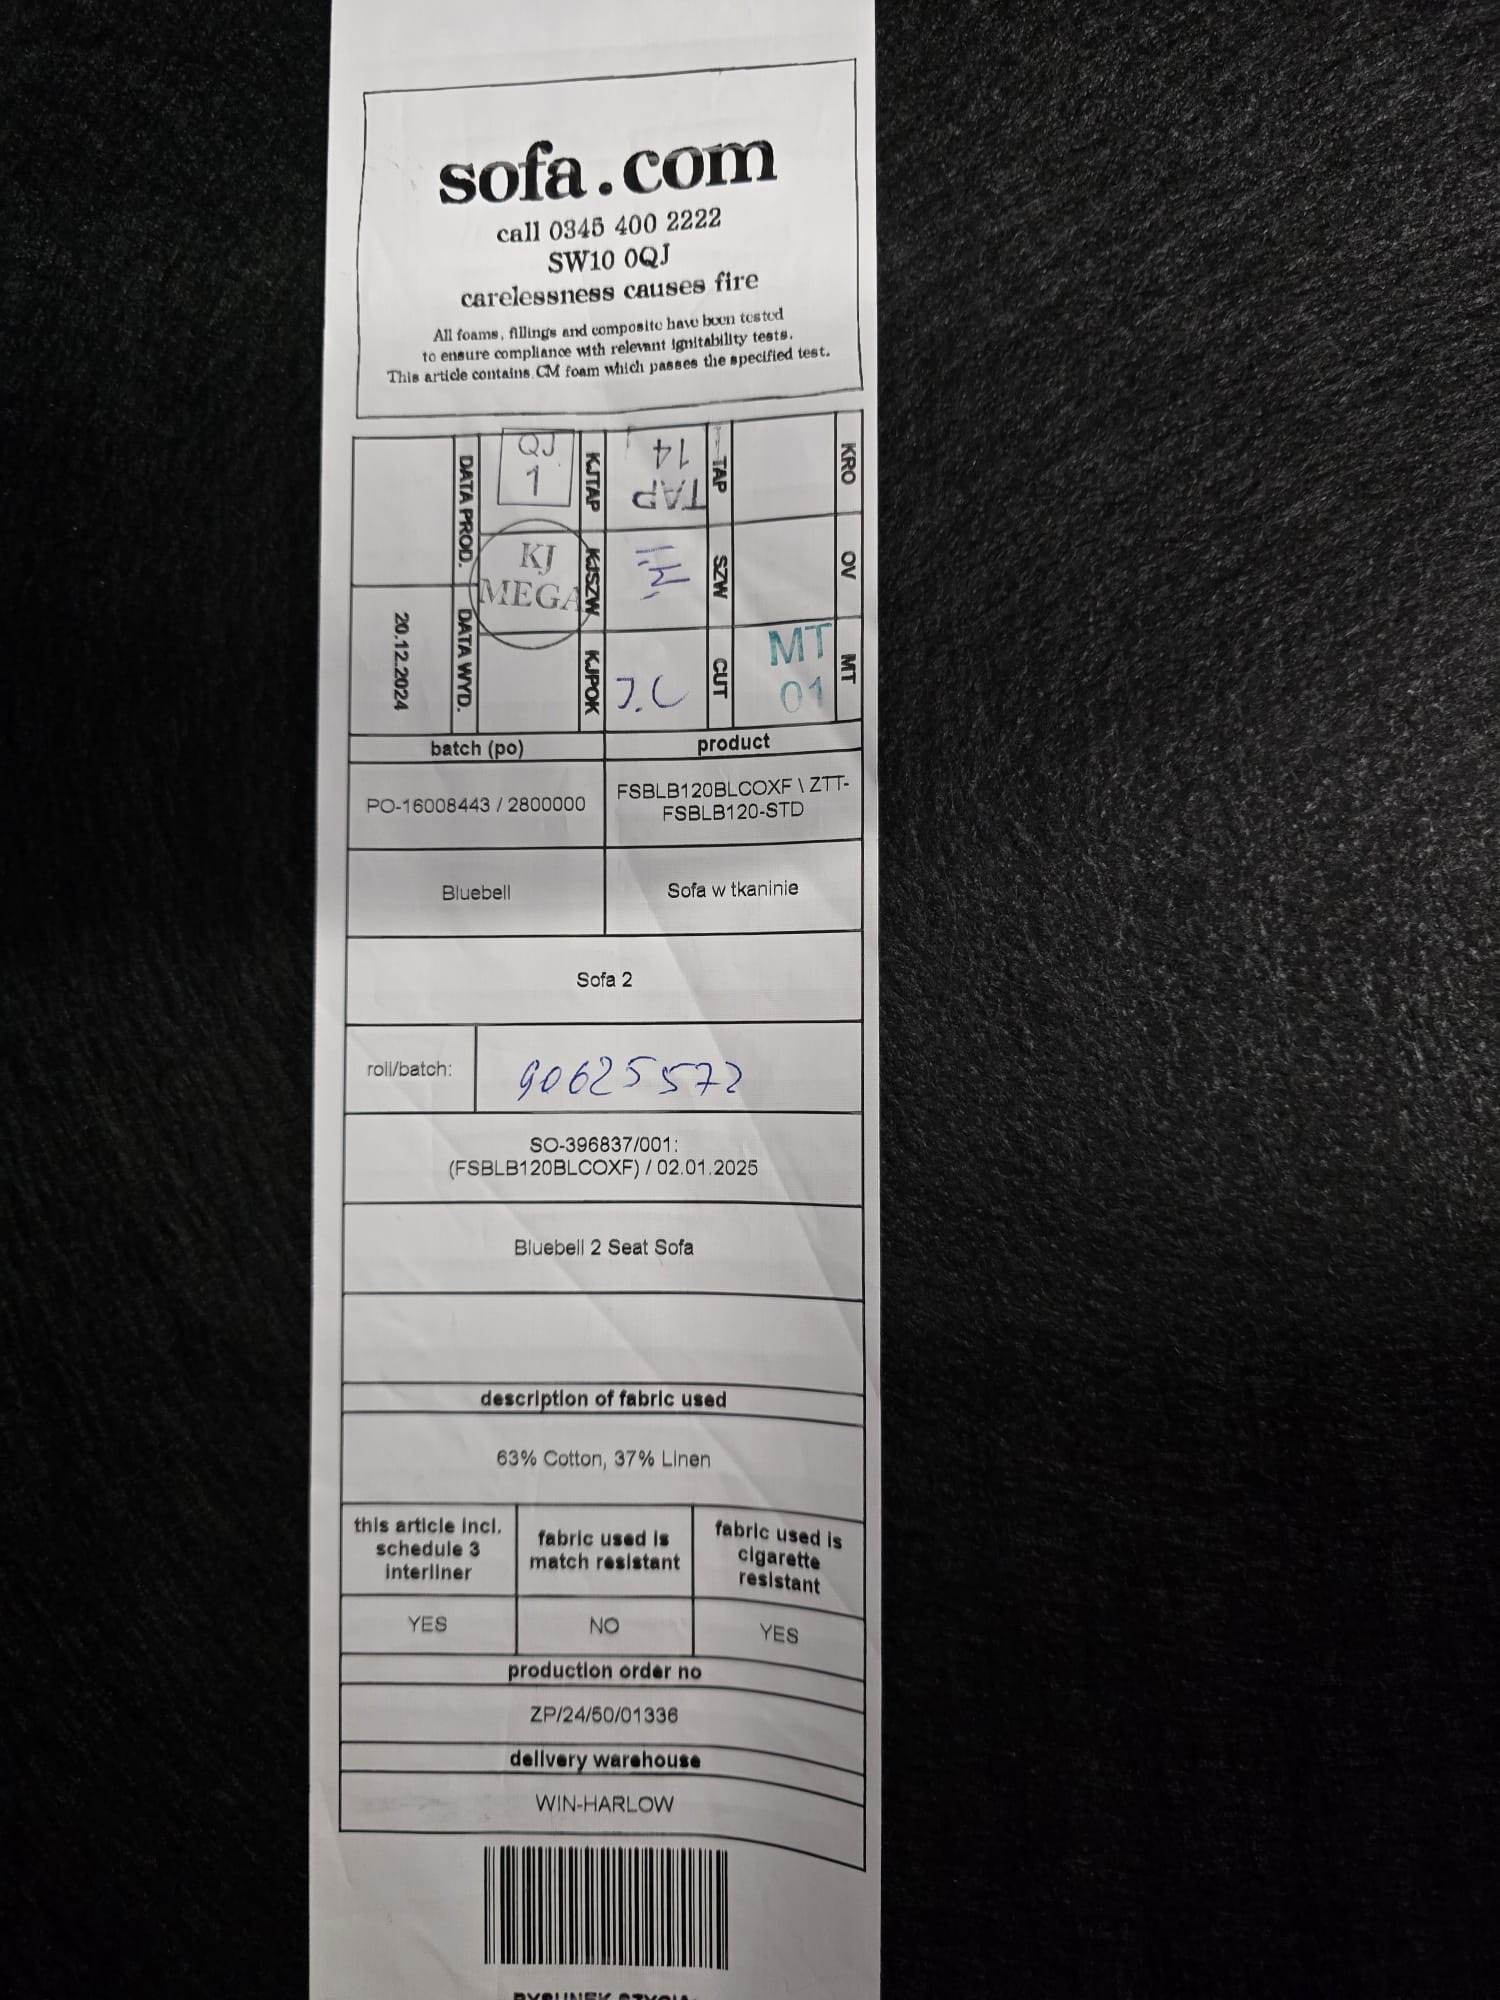 sofa.com
call 0345 400 2222
SW10 0QJ
carelessness causes fire
All foams, fillings and composite have been tested
to ensure compliance with relevant ignitability tests.
This article contains CM foam which passes the specified test.
KRO OV MT
MT
01
TAP SZW CUT
TAP
14
J.C
KJTAP KJSZW KJPOK
QJ
1
KJ
MEGA
DATA PROD. DATA WYD.
20.12.2024
batch (po) product
PO-16008443 / 2800000 FSBLB120BLCOXF \ ZTT-
FSBLB120-STD
Bluebell Sofa w tkaninie
Sofa 2
roll/batch: 90625572
SO-396837/001:
(FSBLB120BLCOXF) / 02.01.2025
Bluebell 2 Seat Sofa
description of fabric used
63% Cotton, 37% Linen
this article incl.
schedule 3
interliner
fabric used is
match resistant
fabric used is
cigarette
resistant
YES NO YES
production order no
ZP/24/50/01336
delivery warehouse
WIN-HARLOW